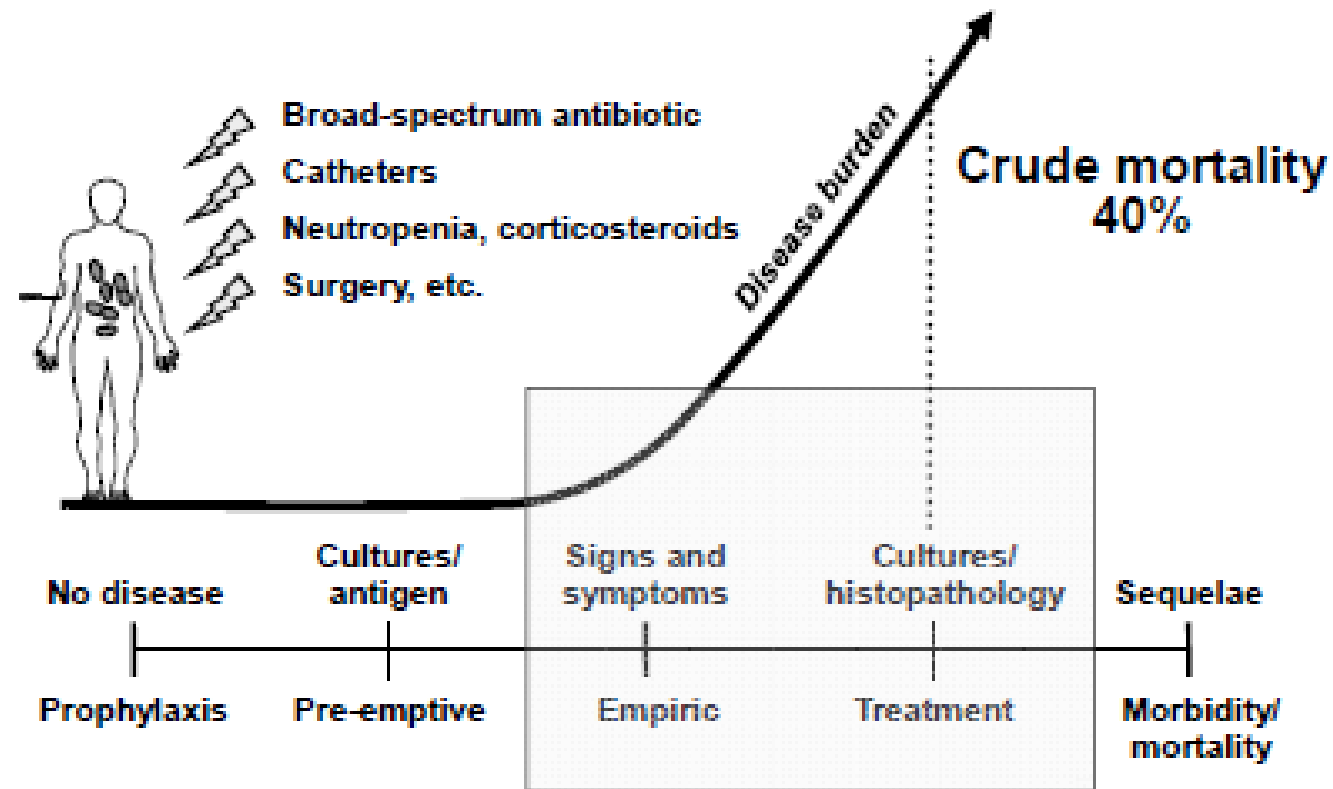 Broad-spectrum antibiotic
Catheters
Neutropenia, corticosteroids
Surgery, etc.
Disease burden
Crude mortality
40%
No disease
Cultures/
antigen
Signs and
symptoms
Cultures/
histopathology
Sequelae
Prophylaxis
Pre-emptive
Empiric
Treatment
Morbidity/
mortality